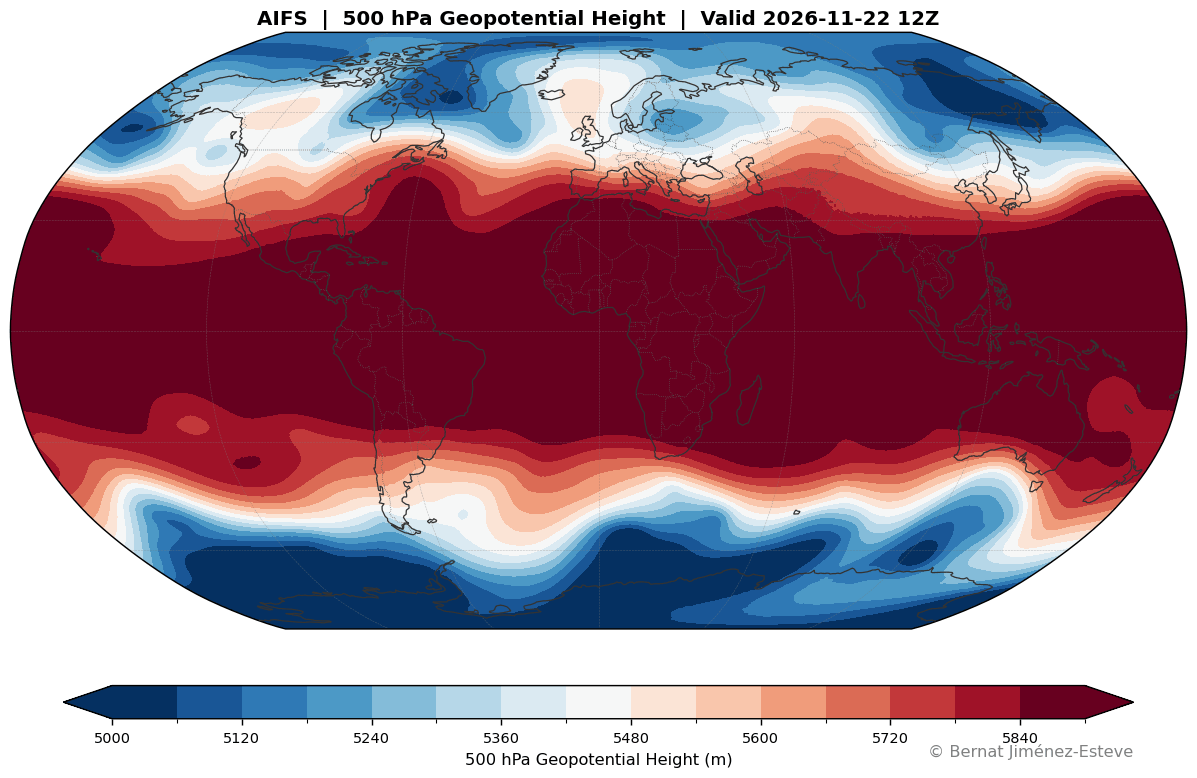 AIFS | 500 hPa Geopotential Height | Valid 2026-11-22 12Z
5000 5120 5240 5360 5480 5600 5720 5840
500 hPa Geopotential Height (m)
© Bernat Jiménez-Esteve